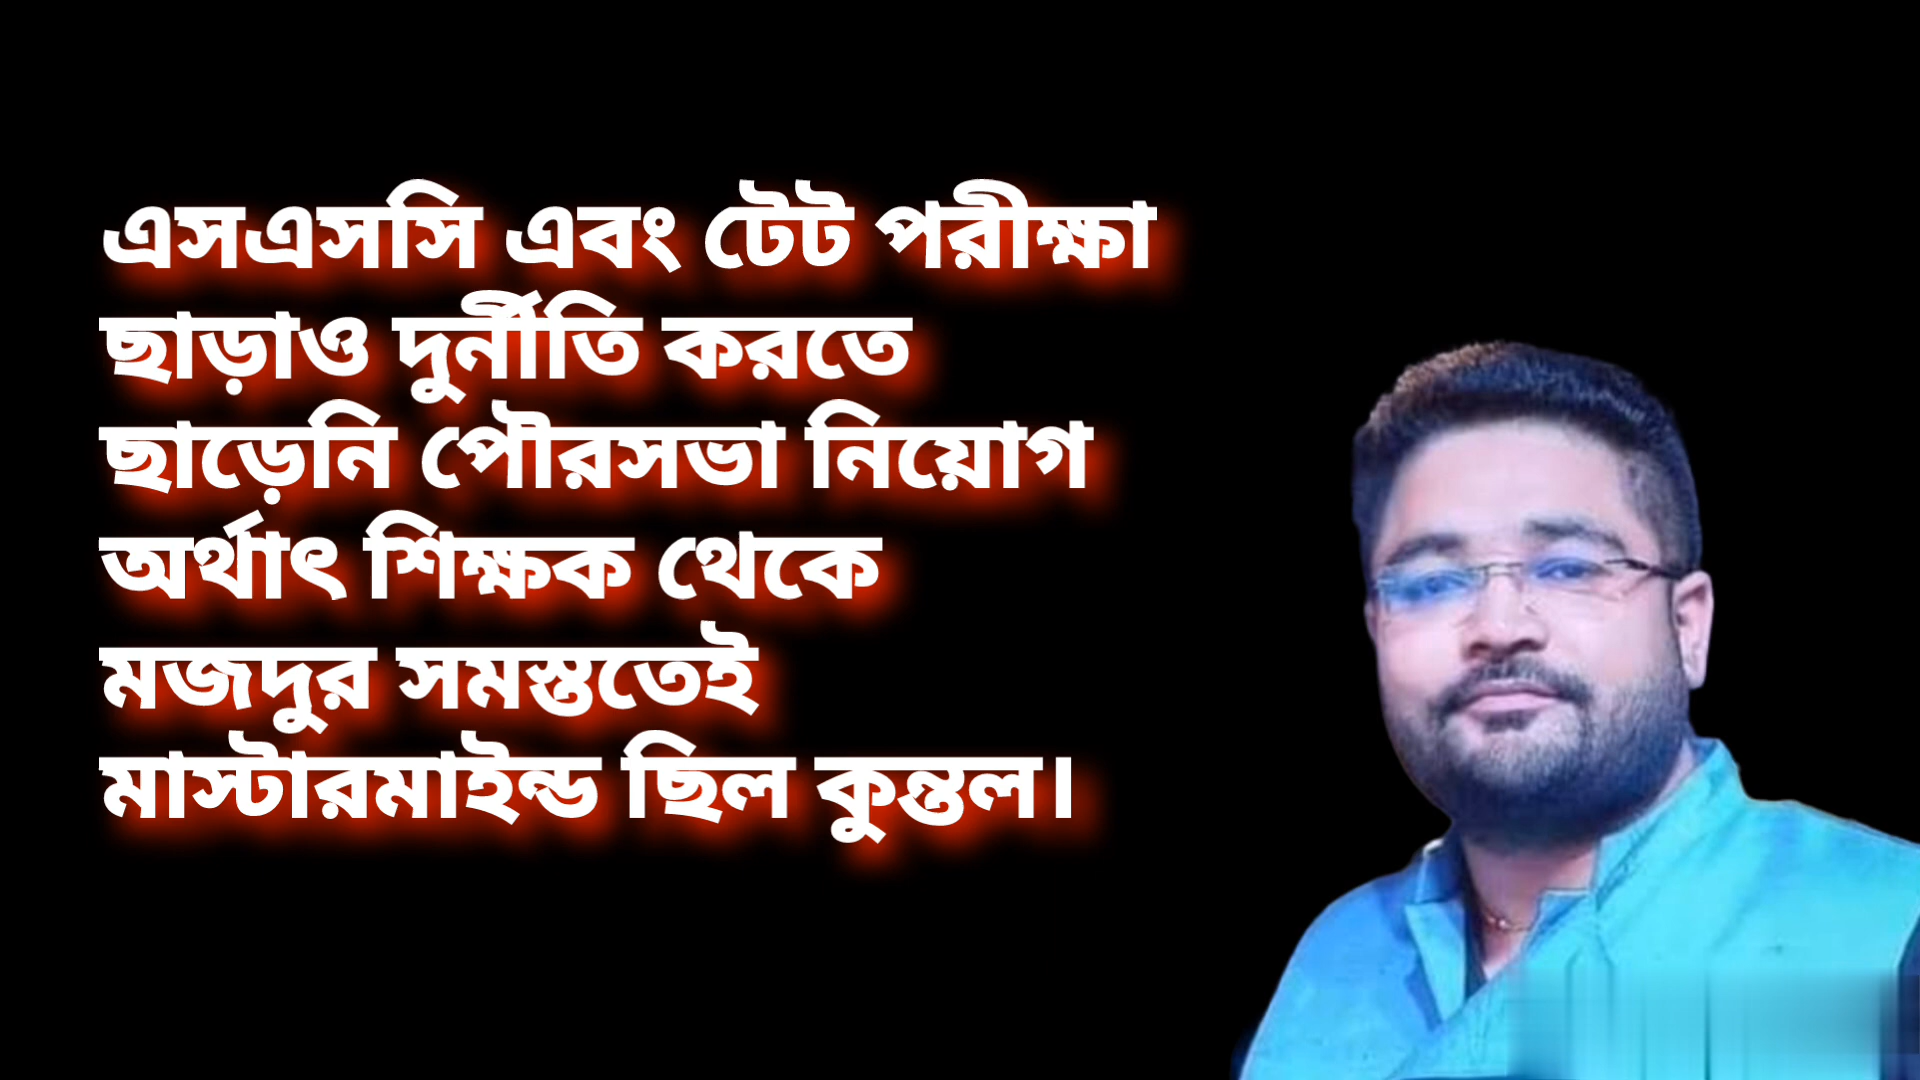 এসএসসি এবং টেট পরীক্ষা
ছাড়াও দুর্নীতি করতে
ছাড়েনি পৌরসভা নিয়োগ
অর্থাৎ শিক্ষক থেকে
মজদুর সমস্ততেই
মাস্টারমাইন্ড ছিল কুন্তল।